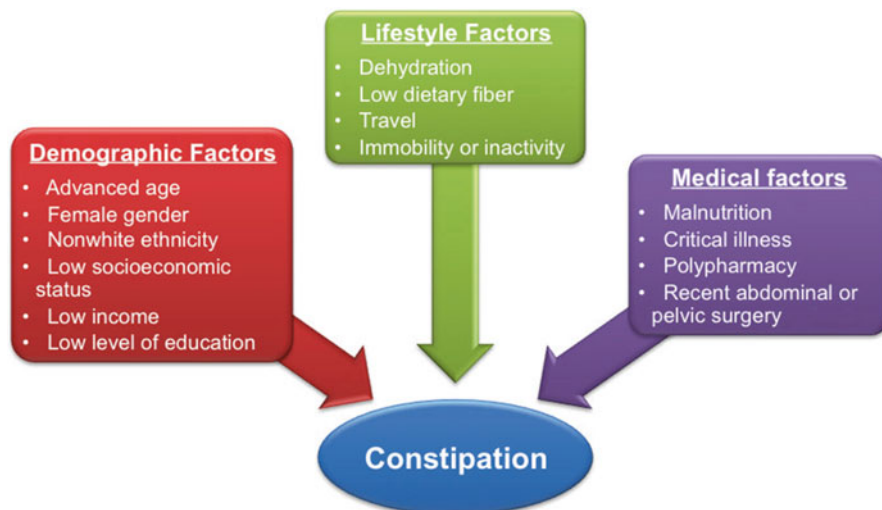 Lifestyle Factors
• Dehydration
• Low dietary fiber
• Travel
• Immobility or inactivity
Demographic Factors
• Advanced age
• Female gender
• Nonwhite ethnicity
• Low socioeconomic
status
• Low income
• Low level of education
Medical factors
• Malnutrition
• Critical illness
• Polypharmacy
• Recent abdominal or
pelvic surgery
Constipation